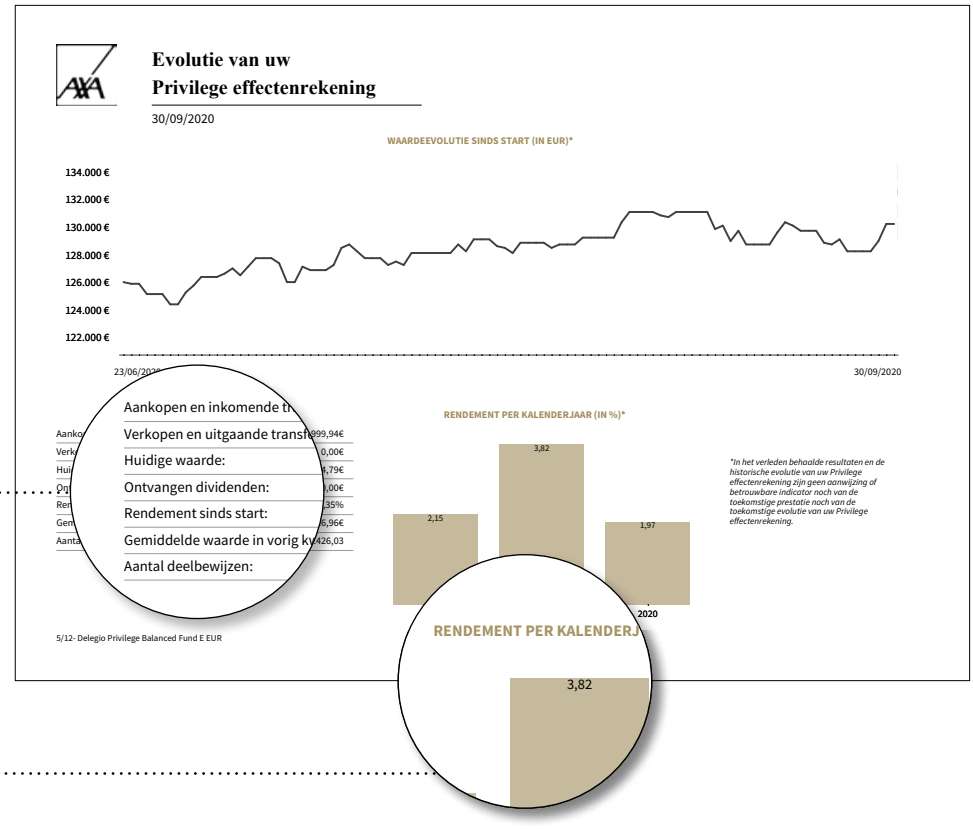 AXA
Evolutie van uw
Privilege effectenrekening
30/09/2020
WAARDEEVOLUTIE SINDS START (IN EUR)*
134.000 €
132.000 €
130.000 €
128.000 €
126.000 €
124.000 €
122.000 €
23/06/2020
30/09/2020
Aankopen en inkomende tr
Verkopen en uitgaande transf
Huidige waarde:
Ontvangen dividenden:
Rendement sinds start:
Gemiddelde waarde in vorig kw
Aantal deelbewijzen:
999,94€
0,00€
4,79€
0,00€
,35%
6,96€
426,03
RENDEMENT PER KALENDERJAAR (IN %)*
2,15
3,82
1,97
2020
*In het verleden behaalde resultaten en de
historische evolutie van uw Privilege
effectenrekening zijn geen aanwijzing of
betrouwbare indicator noch van de
toekomstige prestatie noch van de
toekomstige evolutie van uw Privilege
effectenrekening.
RENDEMENT PER KALENDERJ
3,82
5/12- Delegio Privilege Balanced Fund E EUR